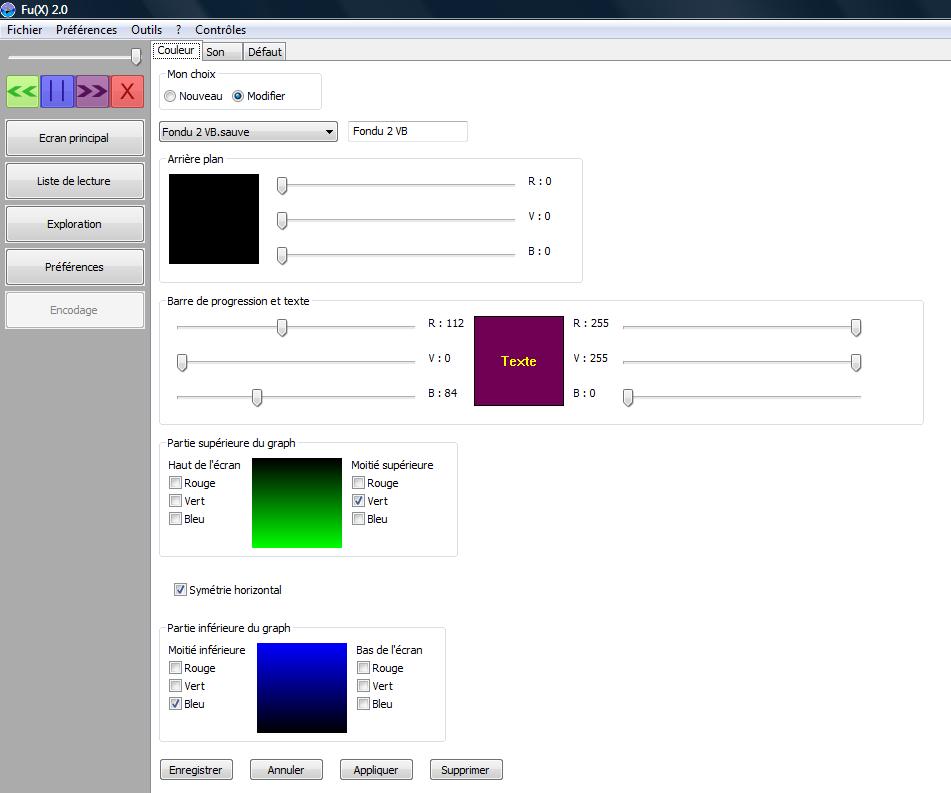 Fu(X) 2.0
Fichier Préférences Outils ? Contrôles
Couleur Son Défaut
<< || >> X
Ecran principal
Liste de lecture
Exploration
Préférences
Encodage
Mon choix
Nouveau Modifier
Fondu 2 VB.sauve Fondu 2 VB
Arrière plan
R : 0
V : 0
B : 0
Barre de progression et texte
R : 112 R : 255
V : 0 Texte V : 255
B : 84 B : 0
Partie supérieure du graph
Haut de l'écran Moitié supérieure
Rouge Rouge
Vert Vert
Bleu Bleu
Symétrie horizontal
Partie inférieure du graph
Moitié inférieure Bas de l'écran
Rouge Rouge
Vert Vert
Bleu Bleu
Enregistrer Annuler Appliquer Supprimer